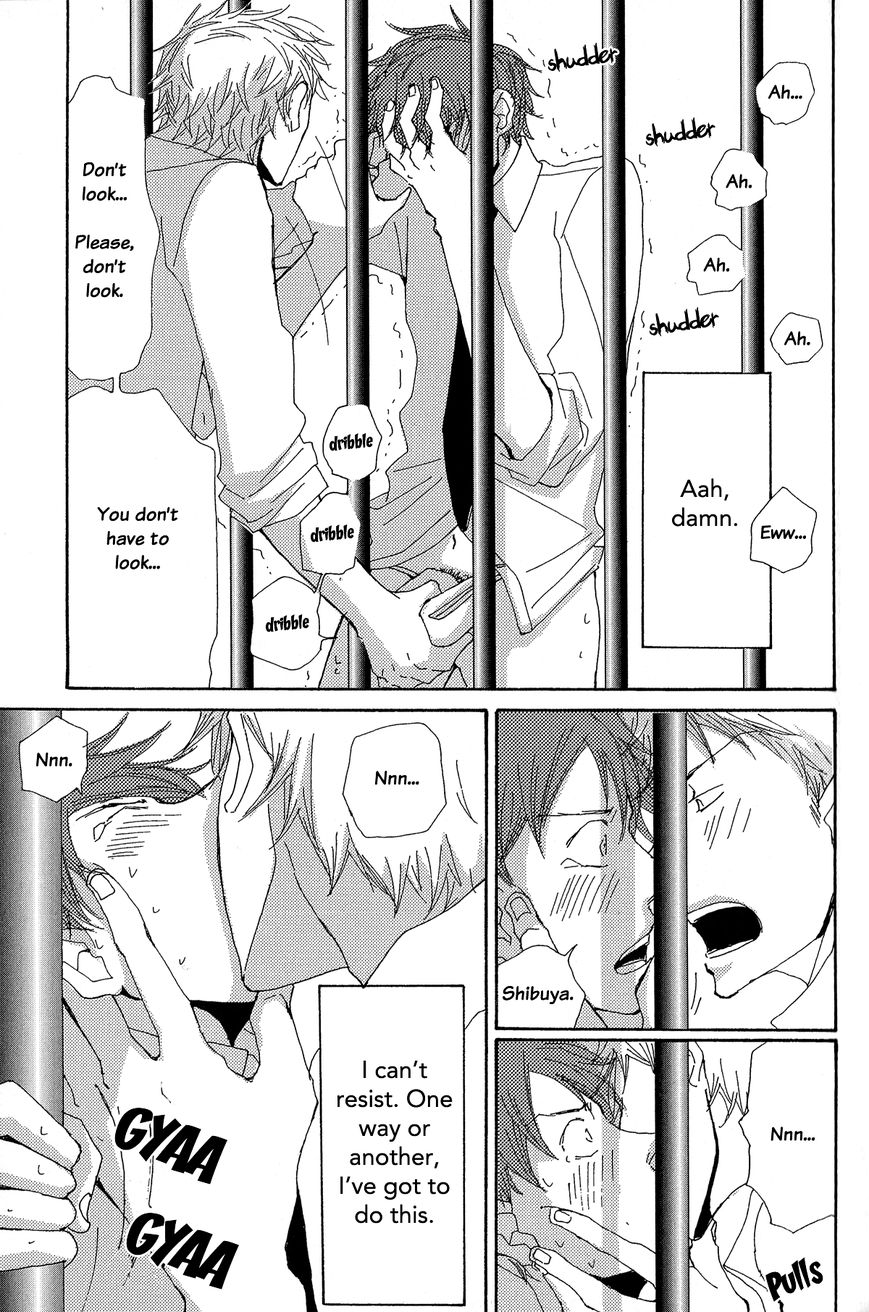 shudder
Ah...
shudder
Ah.
Ah.
shudder
Ah.
Don't
look...
Please,
don't
look.
dribble
dribble
dribble
You don't
have to
look...
Aah,
damn.
Eww...
Nnn.
Nnn...
I can't
resist. One
way or
another,
I've got to
do this.
GYAA
GYAA
Shibuya.
Nnn...
Pulls